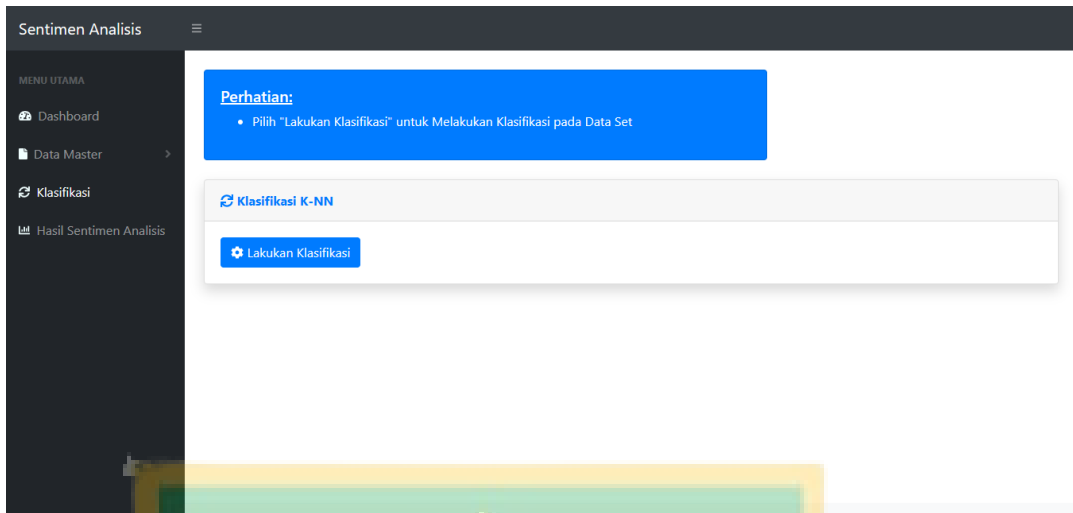 Sentimen Analisis
MENU UTAMA
Dashboard
Data Master
Klasifikasi
Hasil Sentimen Analisis
Perhatian:
• Pilih "Lakukan Klasifikasi" untuk Melakukan Klasifikasi pada Data Set
Klasifikasi K-NN
Lakukan Klasifikasi